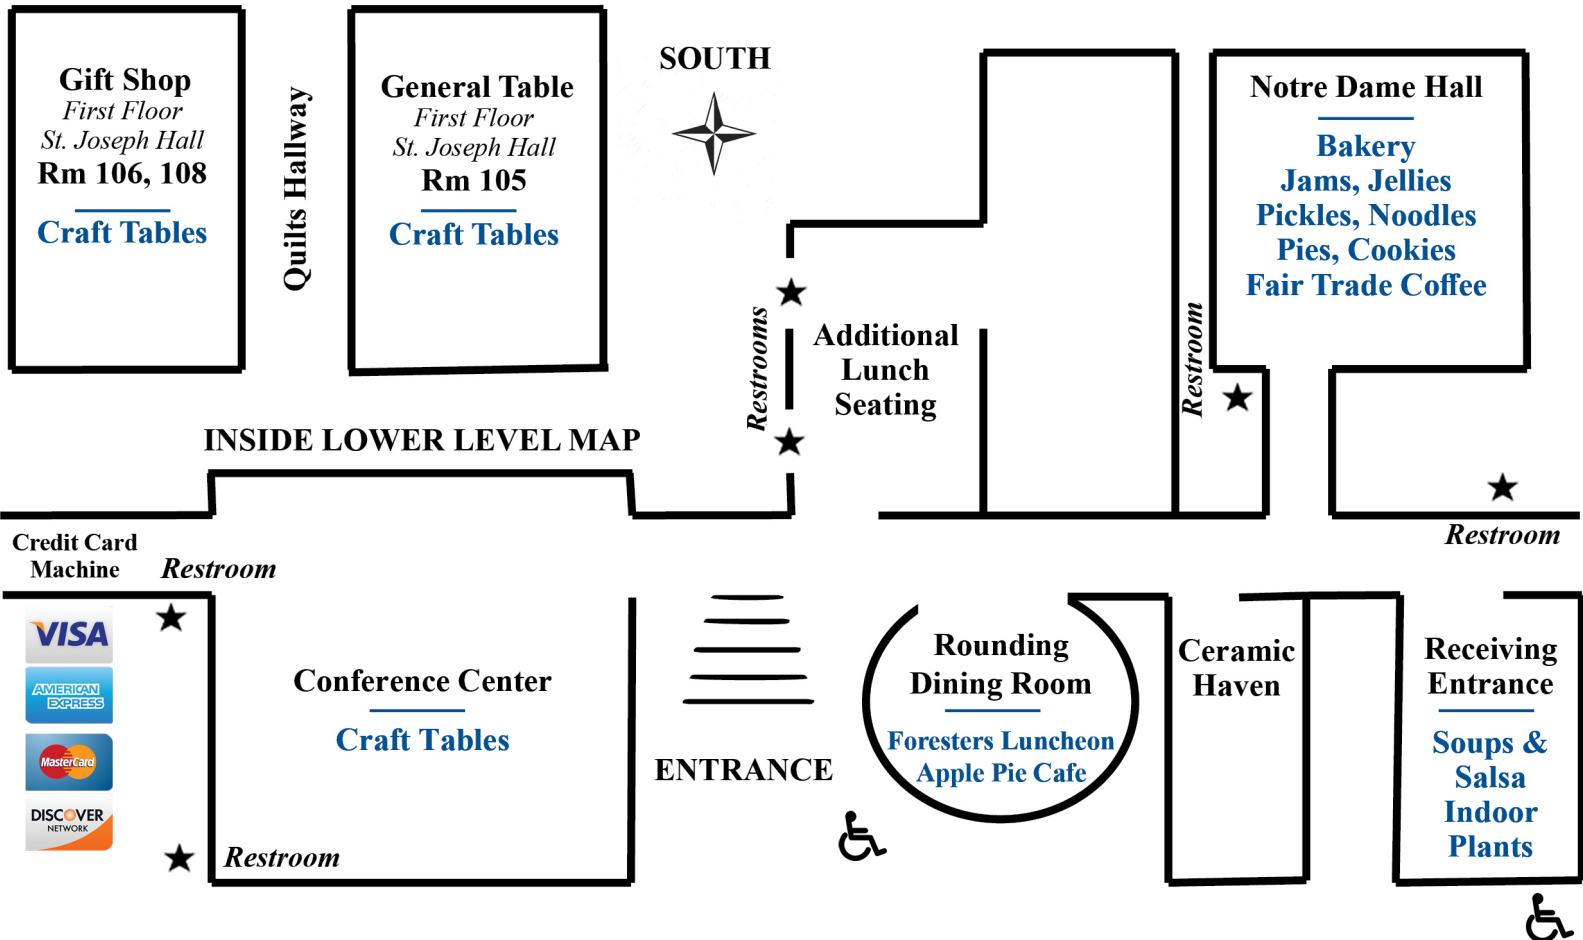 Gift Shop
First Floor
St. Joseph Hall
Rm 106, 108
Craft Tables
Quilts Hallway
General Table
First Floor
St. Joseph Hall
Rm 105
Craft Tables
SOUTH
Notre Dame Hall
Bakery
Jams, Jellies
Pickles, Noodles
Pies, Cookies
Fair Trade Coffee
Restrooms
Additional
Lunch
Seating
Restroom
INSIDE LOWER LEVEL MAP
Restroom
Credit Card
Machine
Restroom
VISA
AMERICAN
EXPRESS
MasterCard
DISCOVER
NETWORK
Conference Center
Craft Tables
Restroom
ENTRANCE
Rounding
Dining Room
Foresters Luncheon
Apple Pie Cafe
Ceramic
Haven
Receiving
Entrance
Soups &
Salsa
Indoor
Plants